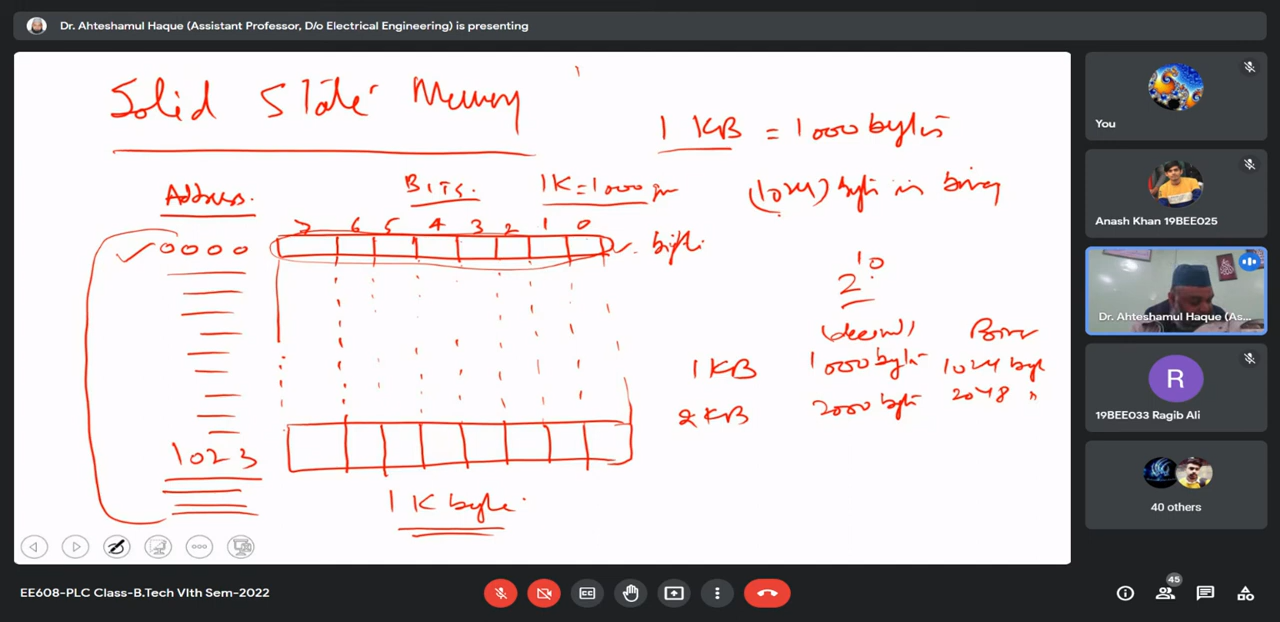 Dr. Ahteshamul Haque (Assistant Professor, D/o Electrical Engineering) is presenting
Solid State Memory
1 KB = 1000 bytes
(1024) byte in binary
Address.
BITS.
1K = 1000 gm
7 6 5 4 3 2 1 0
0000
byte
2^10
(decimal) Binary
1 KB 1000 byte 1024 byte
2 KB 2000 byte 2048 "
1023
1 K byte
You
Anash Khan 19BEE025
Dr. Ahteshamul Haque (As...
R
19BEE033 Ragib Ali
40 others
EE608-PLC Class-B.Tech VIth Sem-2022
CC
45